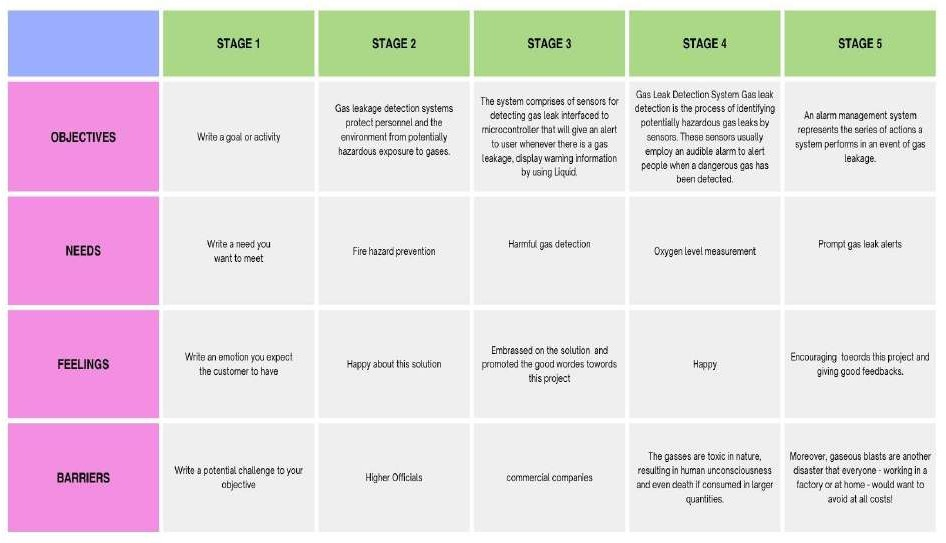 STAGE 1
STAGE 2
STAGE 3
STAGE 4
STAGE 5
OBJECTIVES
Write a goal or activity
Gas leakage detection systems
protect personnel and the
environment from potentially
hazardous exposure to gases.
The system comprises of sensors for
detecting gas leak interfaced to
microcontroller that will give an alert
to user whenever there is a gas
leakage, display warning information
by using Liquid.
Gas Leak Detection System Gas leak
detection is the process of identifying
potentially hazardous gas leaks by
sensors. These sensors usually
employ an audible alarm to alert
people when a dangerous gas has
been detected.
An alarm management system
represents the series of actions a
system performs in an event of gas
leakage.
NEEDS
Write a need you
want to meet
Fire hazard prevention
Harmful gas detection
Oxygen level measurement
Prompt gas leak alerts
FEELINGS
Write an emotion you expect
the customer to have
Happy about this solution
Embrassed on the solution and
promoted the good wordes towords
this project
Happy
Encouraging toeords this project and
giving good feedbacks.
BARRIERS
Write a potential challenge to your
objective
Higher Officials
commercial companies
The gasses are toxic in nature,
resulting in human unconsciousness
and even death if consumed in larger
quantities.
Moreover, gaseous blasts are another
disaster that everyone - working in a
factory or at home - would want to
avoid at all costs!